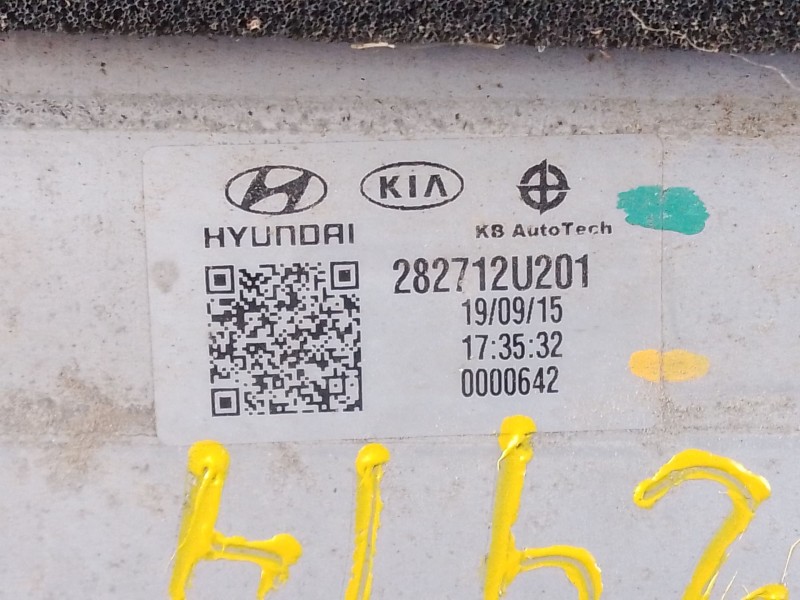 HYUNDAI
KIA
KB AutoTech
282712U201
19/09/15
17:35:32
0000642